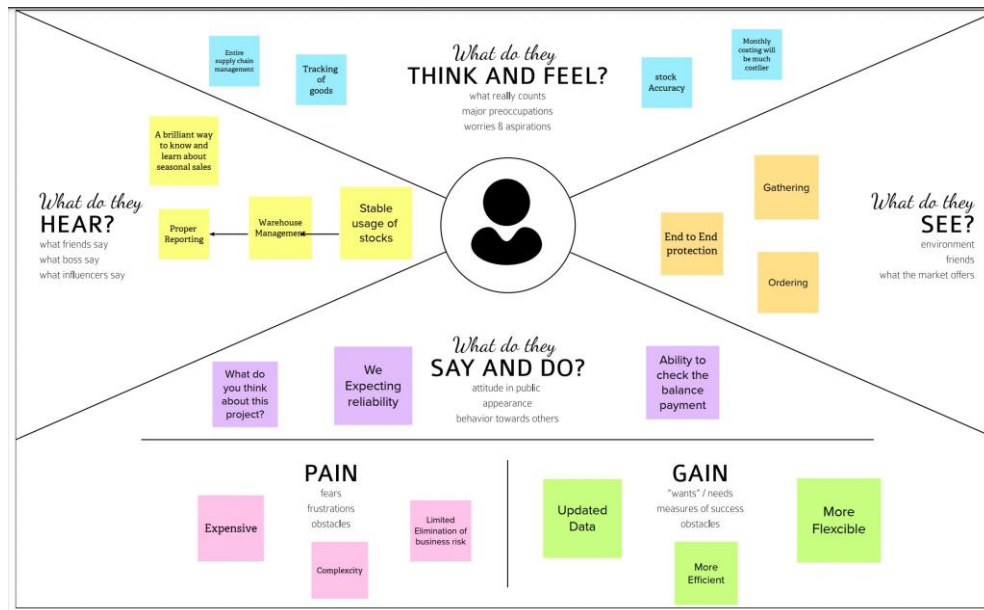 Entire
supply chain
management
Tracking
of
goods
What do they
THINK AND FEEL?
what really counts
major preoccupations
worries & aspirations
stock
Accuracy
Monthly
costing will
be much
costlier
A brilliant way
to know and
learn about
seasonal sales
What do they
HEAR?
what friends say
what boss say
what influencers say
Proper
Reporting
Warehouse
Management
Stable
usage of
stocks
Gathering
End to End
protection
Ordering
What do they
SEE?
environment
friends
what the market offers
What do
you think
about this
project?
We
Expecting
reliability
What do they
SAY AND DO?
attitude in public
appearance
behavior towards others
Ability to
check the
balance
payment
PAIN
fears
frustrations
obstacles
Expensive
Complexcity
Limited
Elimination of
business risk
GAIN
"wants" / needs
measures of success
obstacles
Updated
Data
More
Efficient
More
Flexcible